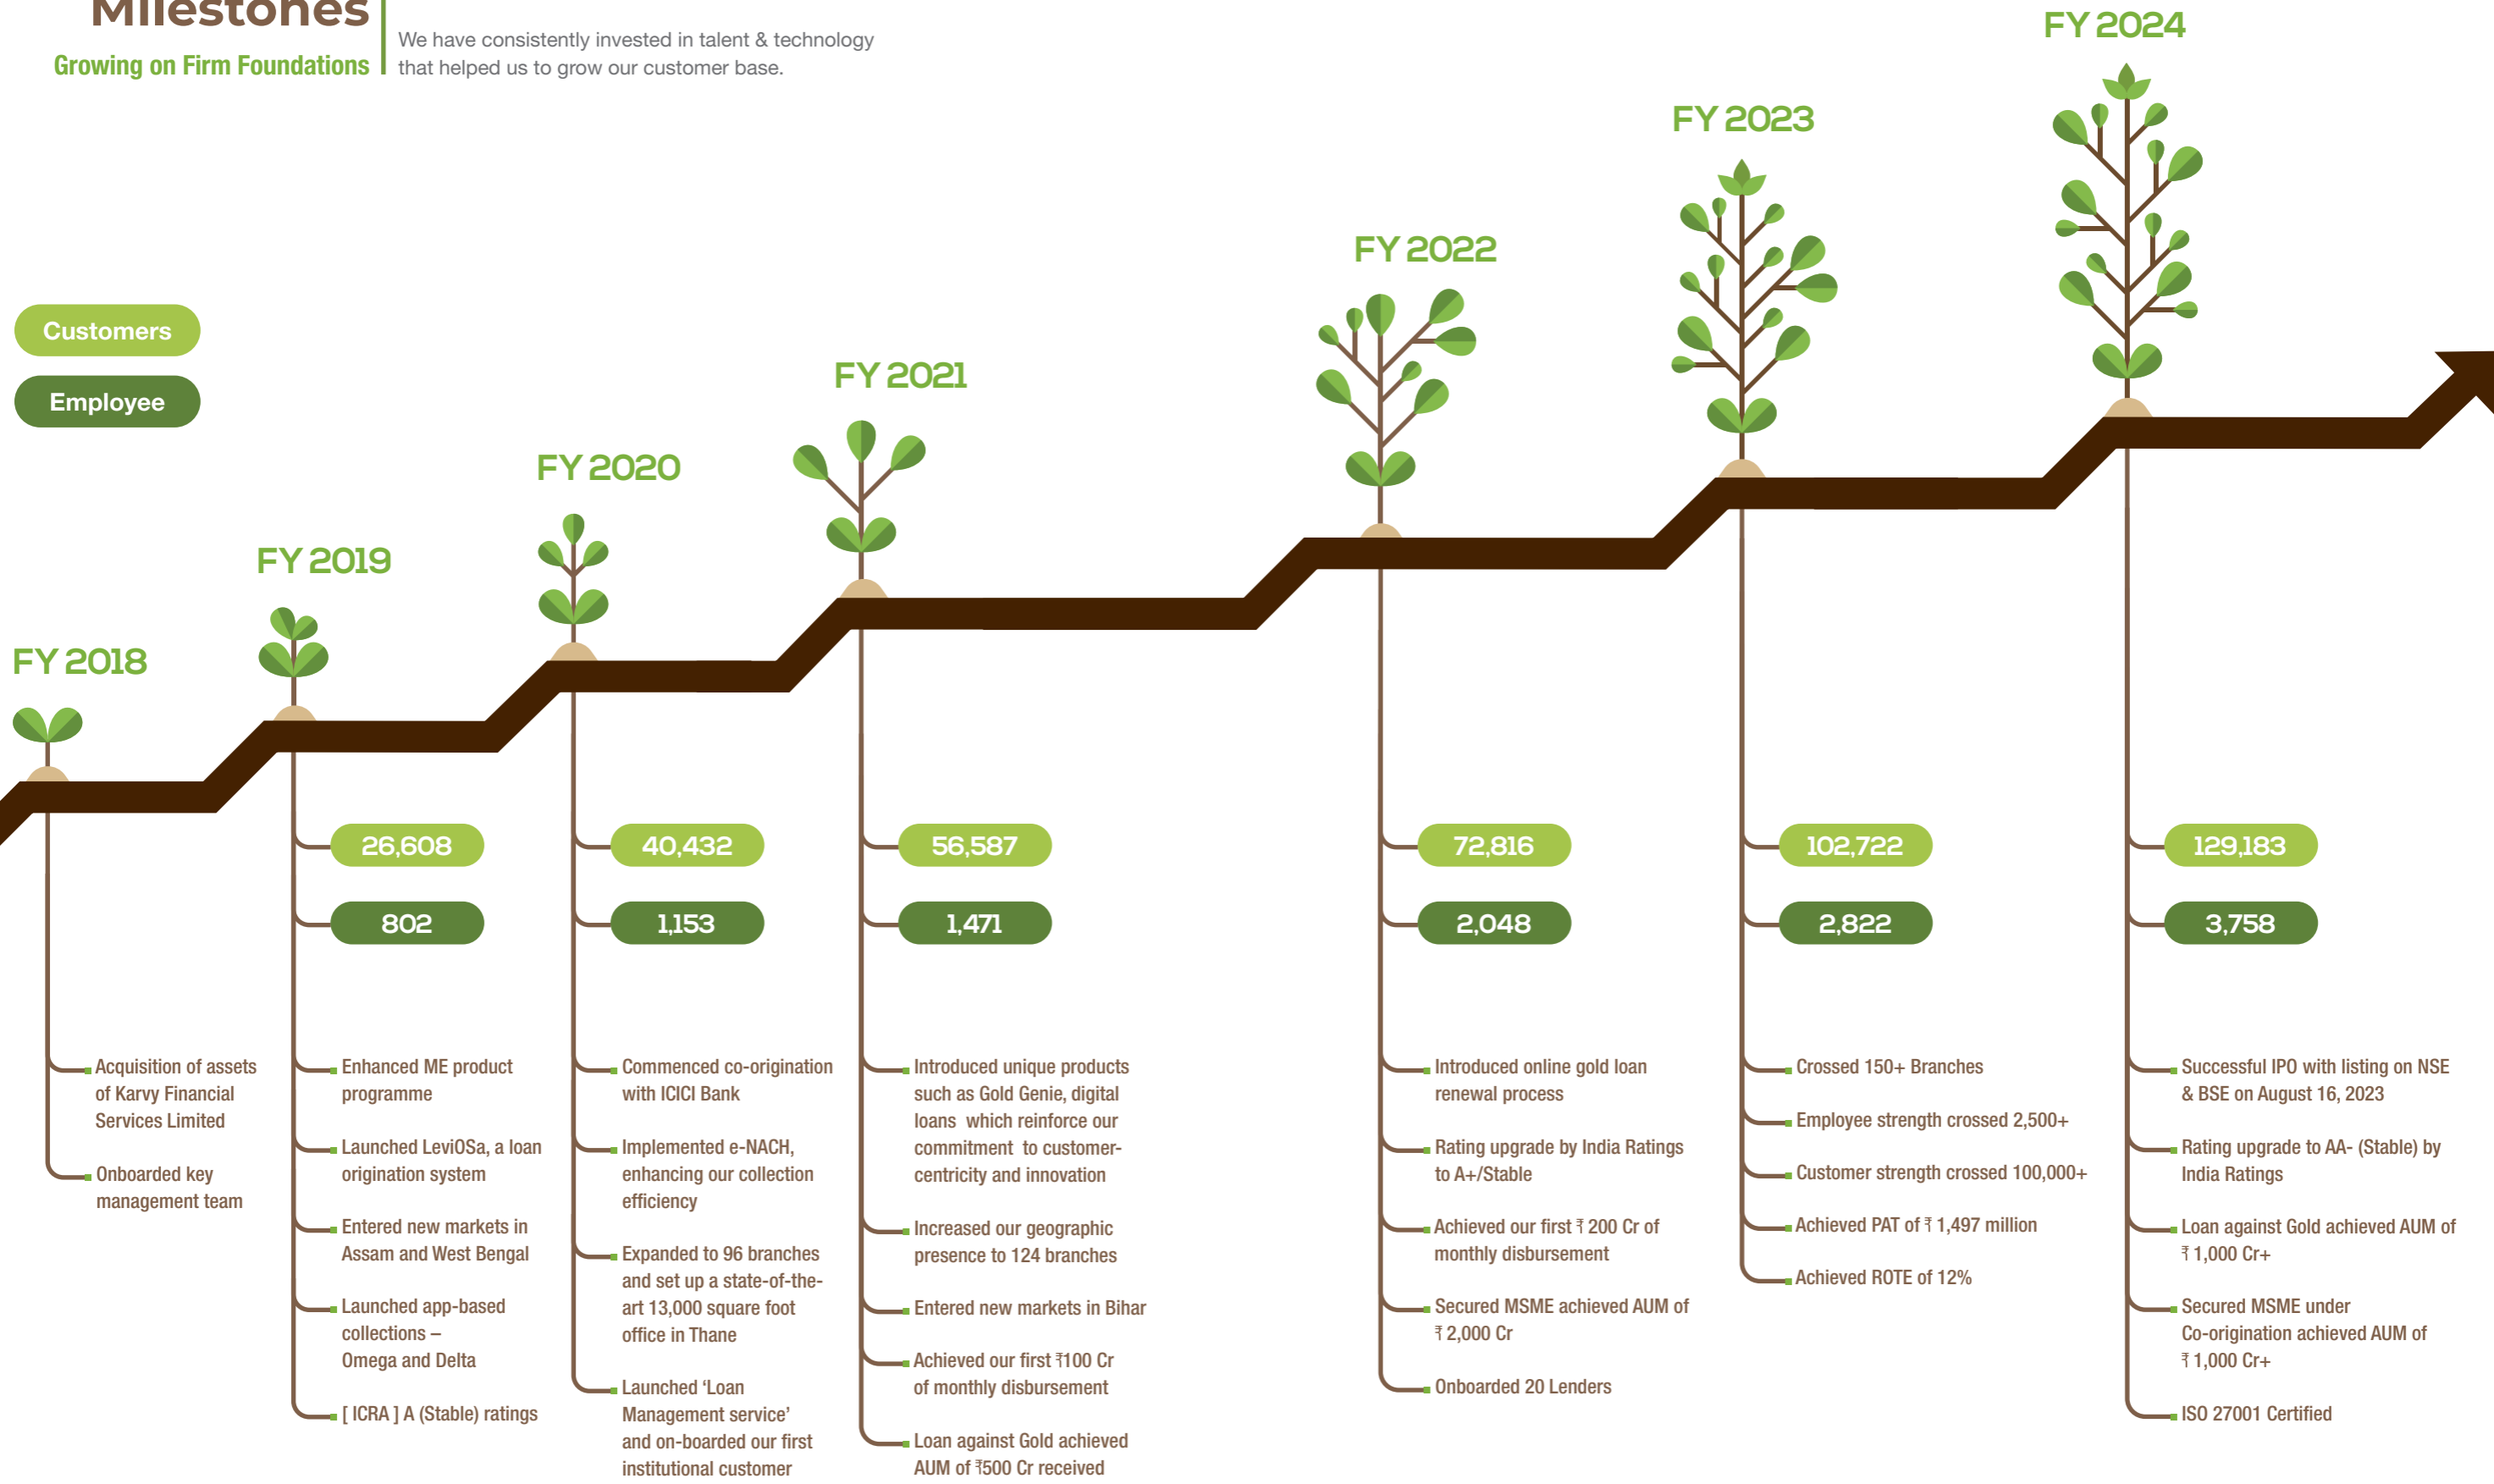 Milestones
Growing on Firm Foundations
We have consistently invested in talent & technology
that helped us to grow our customer base.
Customers
Employee
FY 2018
Acquisition of assets
of Karvy Financial
Services Limited
Onboarded key
management team
FY 2019
26,608
802
Enhanced ME product
programme
Launched LeviOSa, a loan
origination system
Entered new markets in
Assam and West Bengal
Launched app-based
collections –
Omega and Delta
[ ICRA ] A (Stable) ratings
FY 2020
40,432
1,153
Commenced co-origination
with ICICI Bank
Implemented e-NACH,
enhancing our collection
efficiency
Expanded to 96 branches
and set up a state-of-the-
art 13,000 square foot
office in Thane
Launched ‘Loan
Management service’
and on-boarded our first
institutional customer
FY 2021
56,587
1,471
Introduced unique products
such as Gold Genie, digital
loans which reinforce our
commitment to customer-
centricity and innovation
Increased our geographic
presence to 124 branches
Entered new markets in Bihar
Achieved our first ₹100 Cr
of monthly disbursement
Loan against Gold achieved
AUM of ₹500 Cr received
FY 2022
72,816
2,048
Introduced online gold loan
renewal process
Rating upgrade by India Ratings
to A+/Stable
Achieved our first ₹ 200 Cr of
monthly disbursement
Secured MSME achieved AUM of
₹ 2,000 Cr
Onboarded 20 Lenders
FY 2023
102,722
2,822
Crossed 150+ Branches
Employee strength crossed 2,500+
Customer strength crossed 100,000+
Achieved PAT of ₹ 1,497 million
Achieved ROTE of 12%
FY 2024
129,183
3,758
Successful IPO with listing on NSE
& BSE on August 16, 2023
Rating upgrade to AA- (Stable) by
India Ratings
Loan against Gold achieved AUM of
₹ 1,000 Cr+
Secured MSME under
Co-origination achieved AUM of
₹ 1,000 Cr+
ISO 27001 Certified